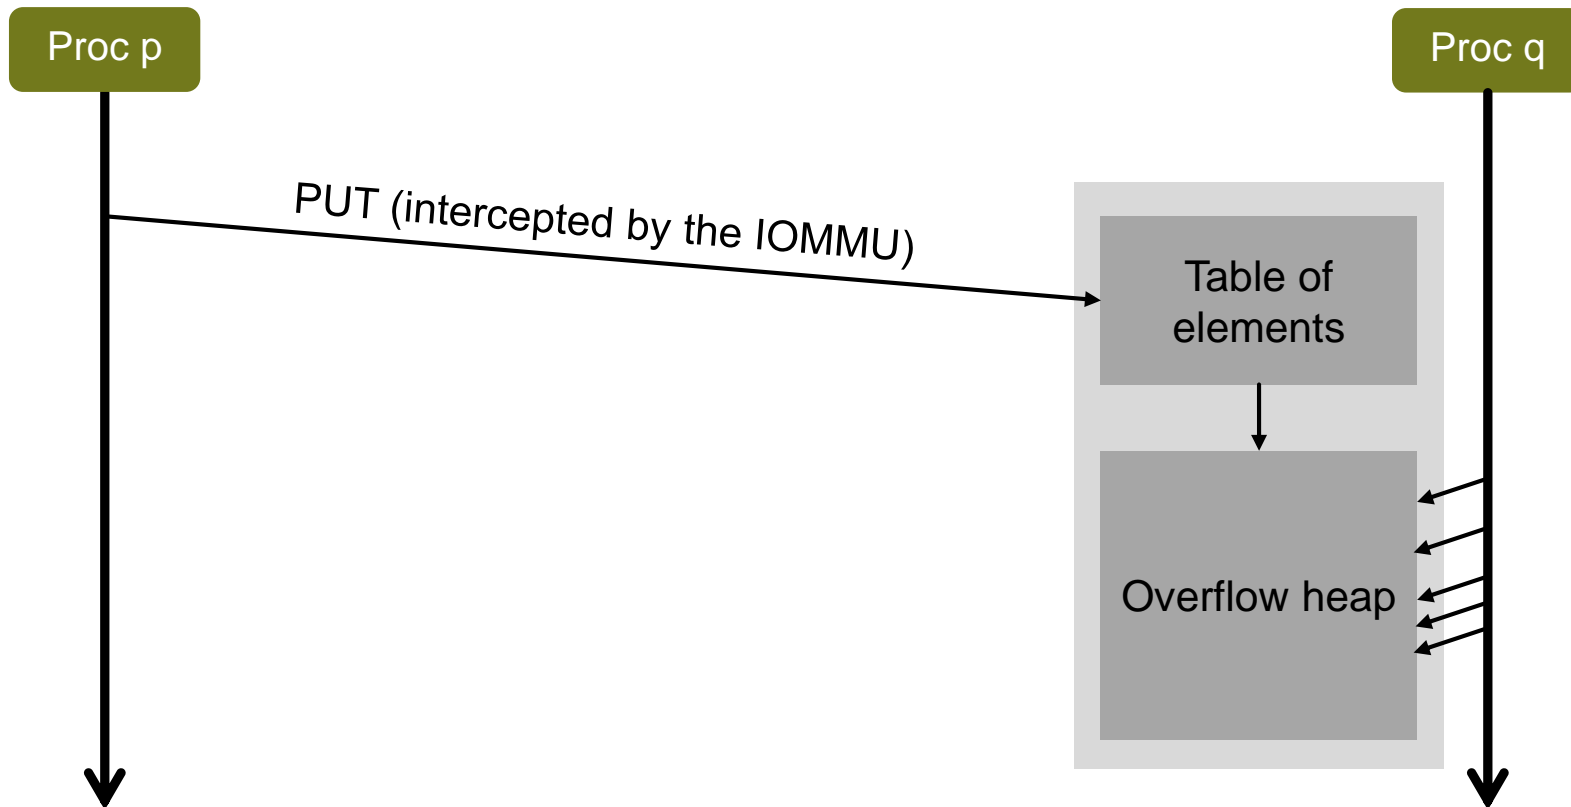 Proc p
Proc q
PUT (intercepted by the IOMMU)
Table of
elements
Overflow heap